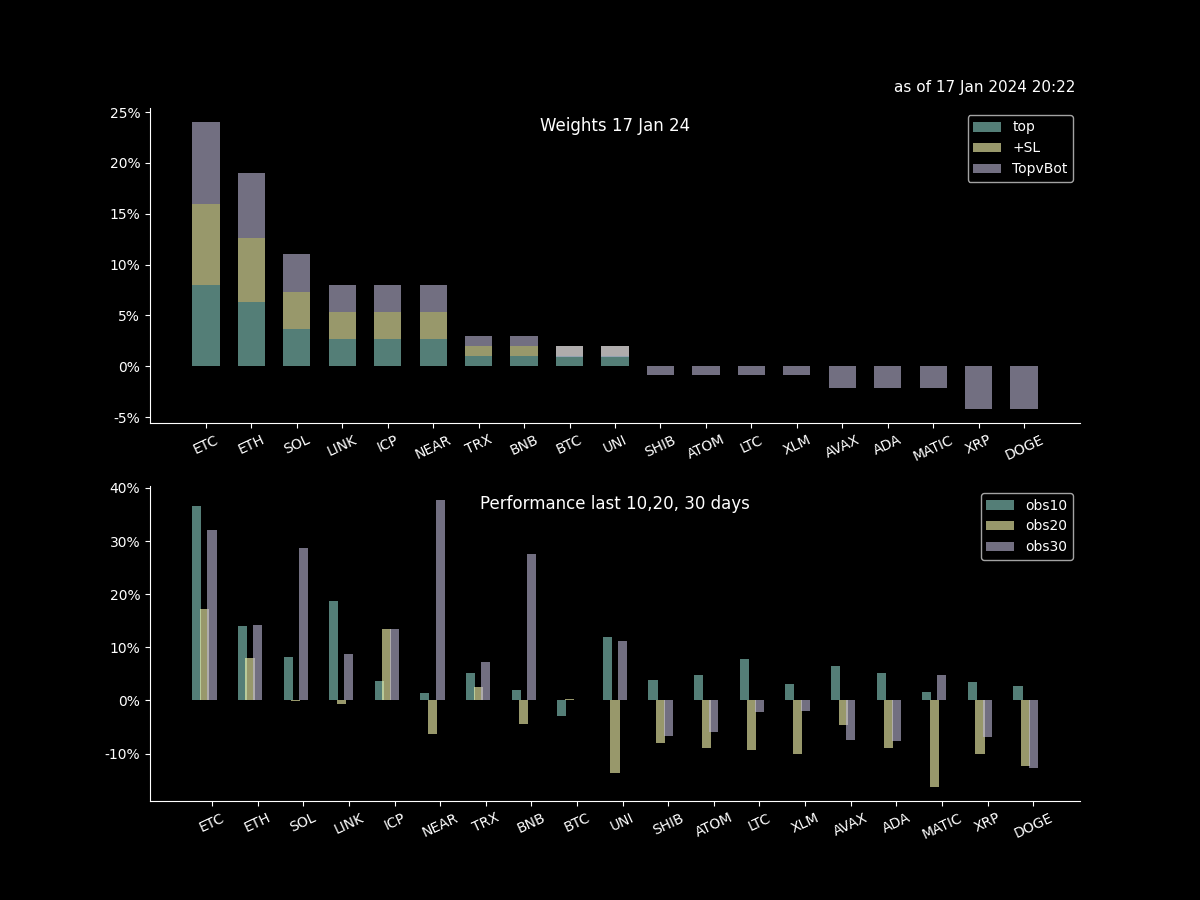 as of 17 Jan 2024 20:22
Weights 17 Jan 24
top
+SL
TopvBot
25%
20%
15%
10%
5%
0%
-5%
ETC ETH SOL LINK ICP NEAR TRX BNB BTC UNI SHIB ATOM LTC XLM AVAX ADA MATIC XRP DOGE
Performance last 10,20, 30 days
obs10
obs20
obs30
40%
30%
20%
10%
0%
-10%
ETC ETH SOL LINK ICP NEAR TRX BNB BTC UNI SHIB ATOM LTC XLM AVAX ADA MATIC XRP DOGE